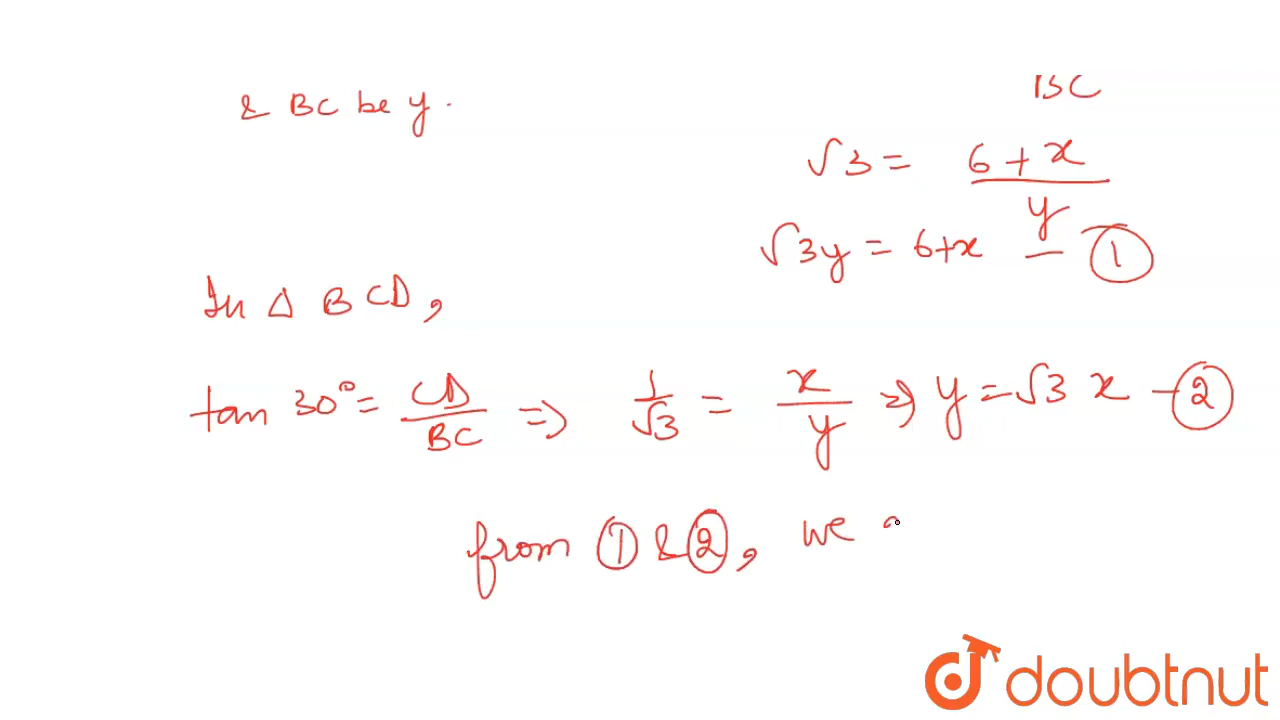 & BC be y.
BC
√3 = 6+x / y
√3y = 6+x — ①
In △ BCD,
tan 30° = CD/BC => 1/√3 = x/y => y = √3 x - ②
from ① & ②, we
doubtnut